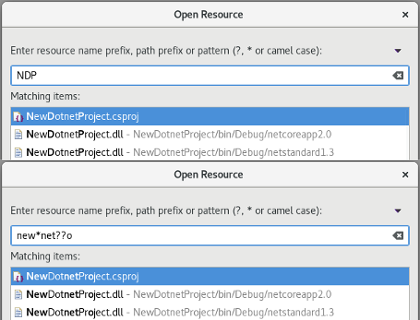 Open Resource
Enter resource name prefix, path prefix or pattern (?, * or camel case):
NDP
Matching items:
NewDotnetProject.csproj
NewDotnetProject.dll - NewDotnetProject/bin/Debug/netcoreapp2.0
NewDotnetProject.dll - NewDotnetProject/bin/Debug/netstandard1.3
Open Resource
Enter resource name prefix, path prefix or pattern (?, * or camel case):
new*net??o
Matching items:
NewDotnetProject.csproj
NewDotnetProject.dll - NewDotnetProject/bin/Debug/netcoreapp2.0
NewDotnetProject.dll - NewDotnetProject/bin/Debug/netstandard1.3